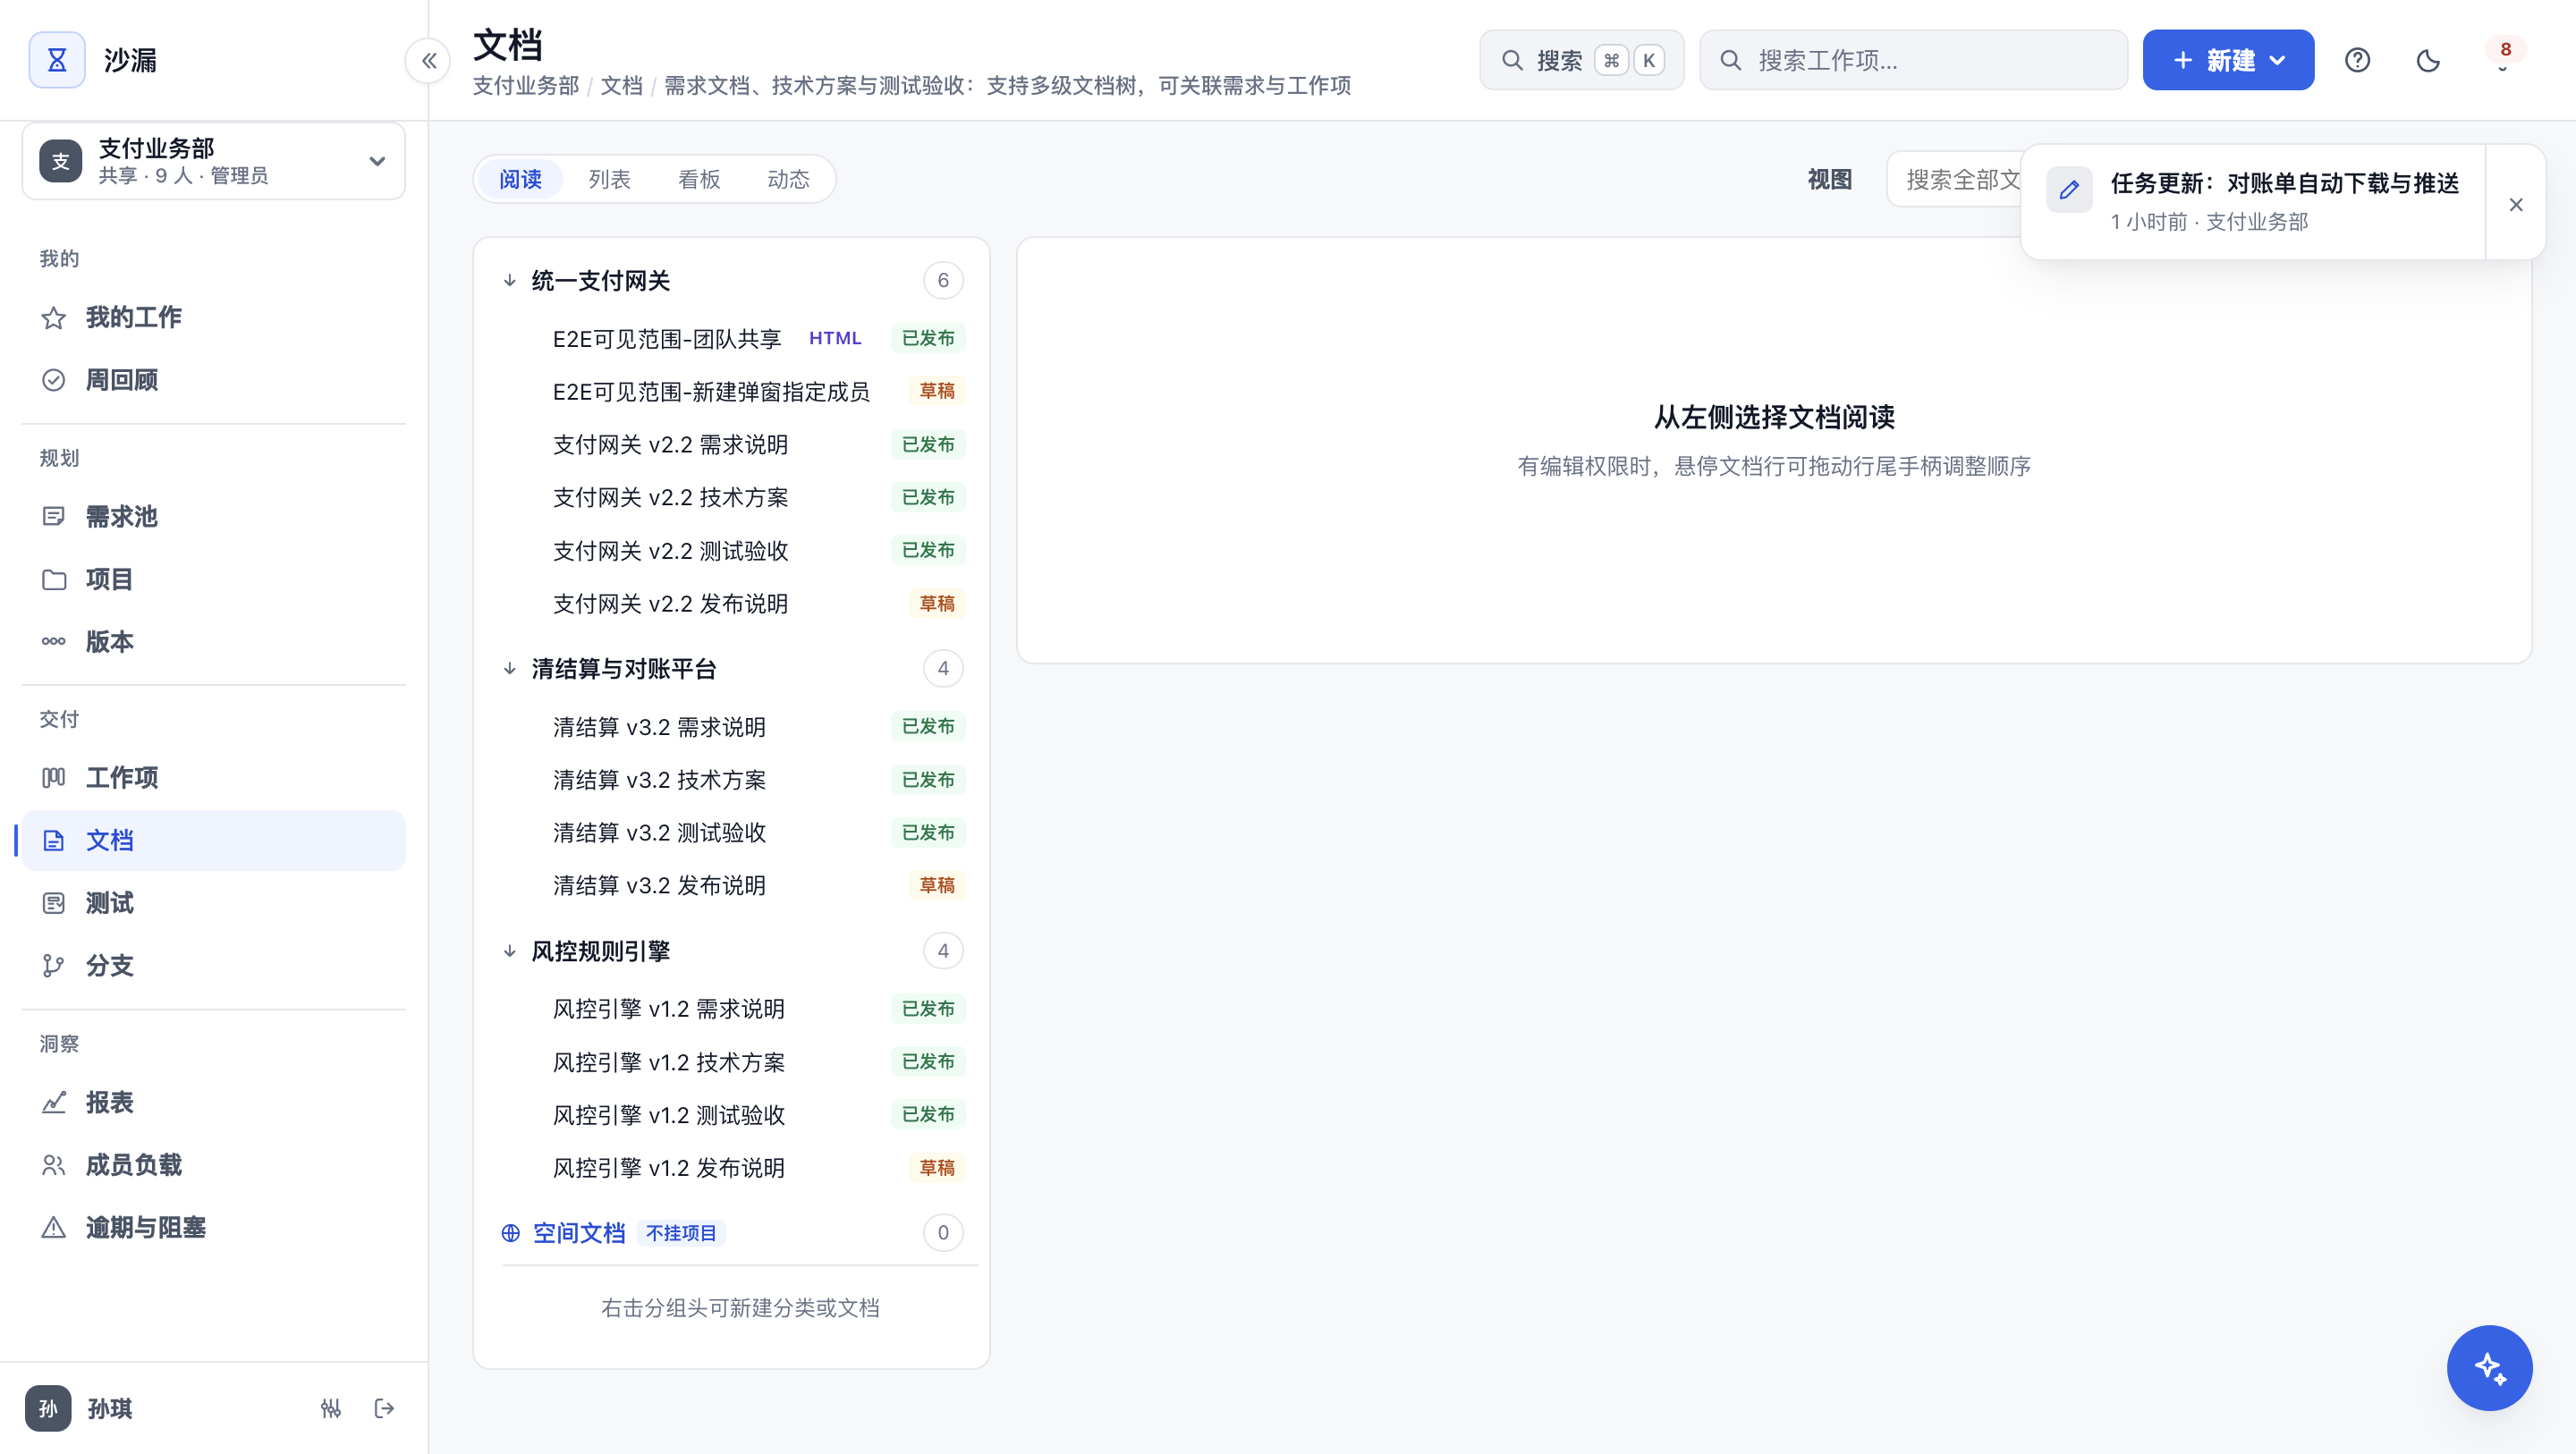 沙漏
文档
支付业务部 / 文档 / 需求文档、技术方案与测试验收：支持多级文档树，可关联需求与工作项
搜索 ⌘ K
搜索工作项...
新建
8
支
支付业务部
共享 · 9 人 · 管理员
我的
我的工作
周回顾
规划
需求池
项目
版本
交付
工作项
文档
测试
分支
洞察
报表
成员负载
逾期与阻塞
孙
孙琪
阅读 列表 看板 动态
视图
搜索全部文
任务更新：对账单自动下载与推送
1 小时前 · 支付业务部
统一支付网关 6
E2E可见范围-团队共享 HTML 已发布
E2E可见范围-新建弹窗指定成员 草稿
支付网关 v2.2 需求说明 已发布
支付网关 v2.2 技术方案 已发布
支付网关 v2.2 测试验收 已发布
支付网关 v2.2 发布说明 草稿
清结算与对账平台 4
清结算 v3.2 需求说明 已发布
清结算 v3.2 技术方案 已发布
清结算 v3.2 测试验收 已发布
清结算 v3.2 发布说明 草稿
风控规则引擎 4
风控引擎 v1.2 需求说明 已发布
风控引擎 v1.2 技术方案 已发布
风控引擎 v1.2 测试验收 已发布
风控引擎 v1.2 发布说明 草稿
空间文档 不挂项目 0
右击分组头可新建分类或文档
从左侧选择文档阅读
有编辑权限时，悬停文档行可拖动行尾手柄调整顺序